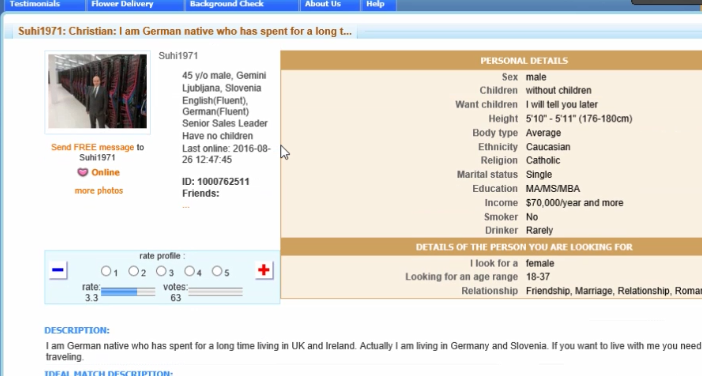 Testimonials Flower Delivery Background Check About Us Help
Suhi1971: Christian: I am German native who has spent for a long t...
Suhi1971
45 y/o male, Gemini
Ljubljana, Slovenia
English(Fluent),
German(Fluent)
Senior Sales Leader
Have no children
Last online: 2016-08-
26 12:47:45
ID: 1000762511
Friends:
...
Send FREE message to
Suhi1971
Online
more photos
rate profile :
1 2 3 4 5
rate: votes:
3.3 63
PERSONAL DETAILS
Sex male
Children without children
Want children I will tell you later
Height 5'10" - 5'11" (176-180cm)
Body type Average
Ethnicity Caucasian
Religion Catholic
Marital status Single
Education MA/MS/MBA
Income $70,000/year and more
Smoker No
Drinker Rarely
DETAILS OF THE PERSON YOU ARE LOOKING FOR
I look for a female
Looking for an age range 18-37
Relationship Friendship, Marriage, Relationship, Roman
DESCRIPTION:
I am German native who has spent for a long time living in UK and Ireland. Actually I am living in Germany and Slovenia. If you want to live with me you need
traveling.
IDEAL MATCH DESCRIPTION: